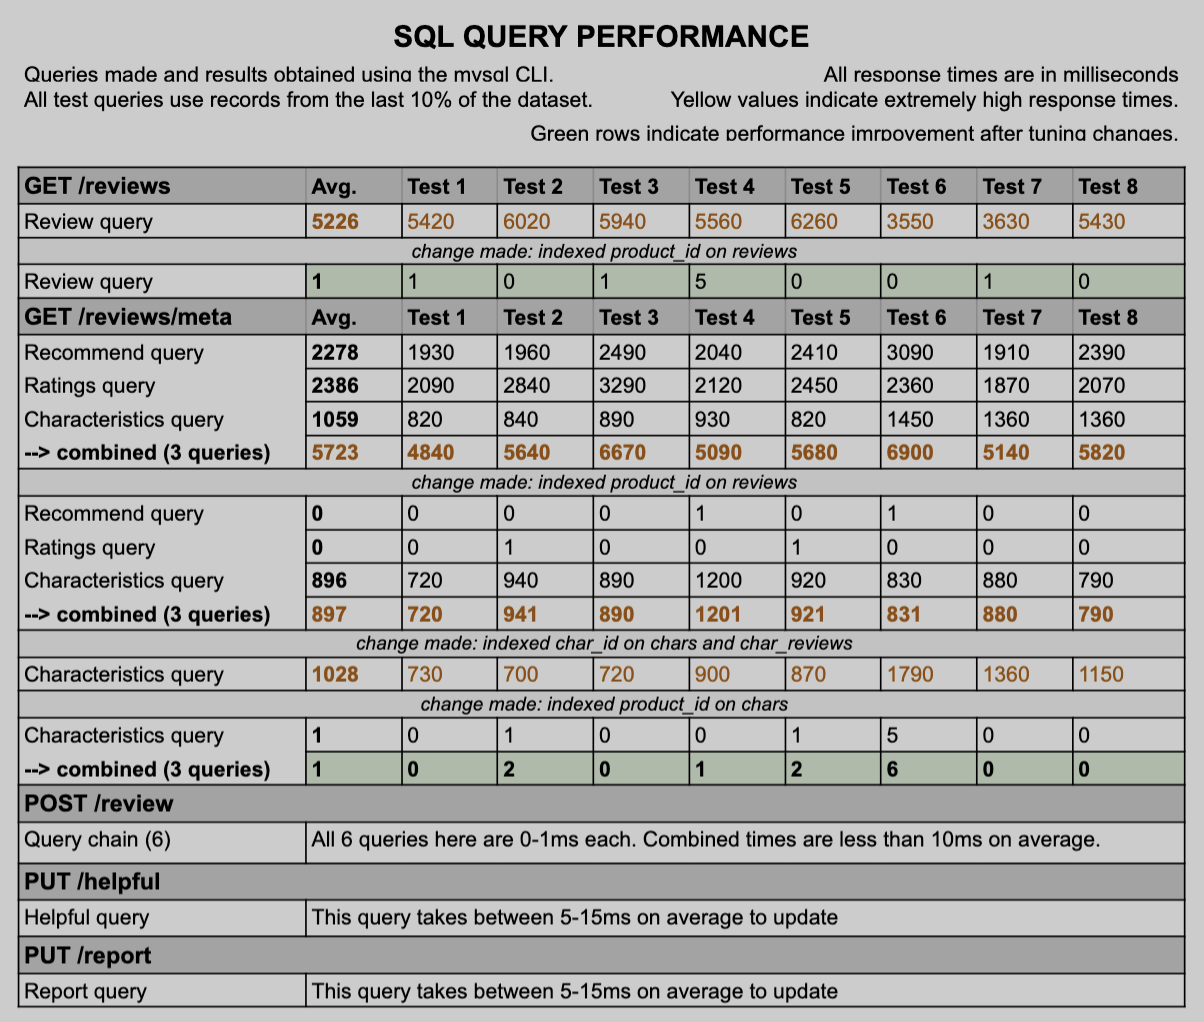 SQL QUERY PERFORMANCE
Queries made and results obtained using the mysql CLI.
All response times are in milliseconds
All test queries use records from the last 10% of the dataset.
Yellow values indicate extremely high response times.
Green rows indicate performance imrpovement after tuning changes.
GET /reviews Avg. Test 1 Test 2 Test 3 Test 4 Test 5 Test 6 Test 7 Test 8
Review query 5226 5420 6020 5940 5560 6260 3550 3630 5430
change made: indexed product_id on reviews
Review query 1 1 0 1 5 0 0 1 0
GET /reviews/meta Avg. Test 1 Test 2 Test 3 Test 4 Test 5 Test 6 Test 7 Test 8
Recommend query 2278 1930 1960 2490 2040 2410 3090 1910 2390
Ratings query 2386 2090 2840 3290 2120 2450 2360 1870 2070
Characteristics query 1059 820 840 890 930 820 1450 1360 1360
--> combined (3 queries) 5723 4840 5640 6670 5090 5680 6900 5140 5820
change made: indexed product_id on reviews
Recommend query 0 0 0 0 1 0 1 0 0
Ratings query 0 0 1 0 0 1 0 0 0
Characteristics query 896 720 940 890 1200 920 830 880 790
--> combined (3 queries) 897 720 941 890 1201 921 831 880 790
change made: indexed char_id on chars and char_reviews
Characteristics query 1028 730 700 720 900 870 1790 1360 1150
change made: indexed product_id on chars
Characteristics query 1 0 1 0 0 1 5 0 0
--> combined (3 queries) 1 0 2 0 1 2 6 0 0
POST /review
Query chain (6) All 6 queries here are 0-1ms each. Combined times are less than 10ms on average.
PUT /helpful
Helpful query This query takes between 5-15ms on average to update
PUT /report
Report query This query takes between 5-15ms on average to update